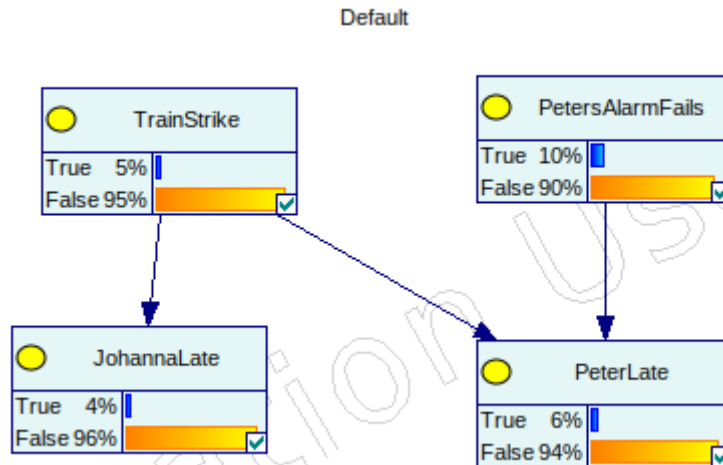 Default
TrainStrike
True 5%
False 95%
PetersAlarmFails
True 10%
False 90%
JohannaLate
True 4%
False 96%
PeterLate
True 6%
False 94%